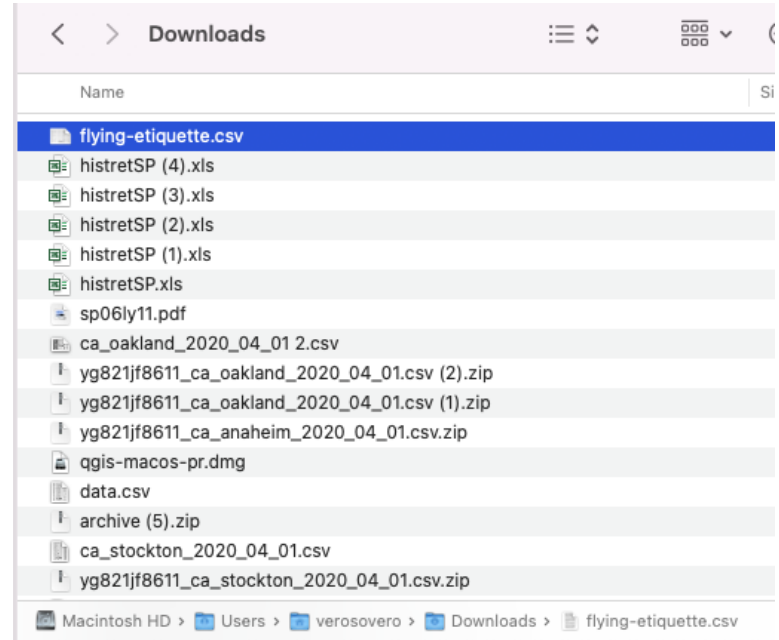 Downloads
Name Si
flying-etiquette.csv
histretSP (4).xls
histretSP (3).xls
histretSP (2).xls
histretSP (1).xls
histretSP.xls
sp06ly11.pdf
ca_oakland_2020_04_01 2.csv
yg821jf8611_ca_oakland_2020_04_01.csv (2).zip
yg821jf8611_ca_oakland_2020_04_01.csv (1).zip
yg821jf8611_ca_anaheim_2020_04_01.csv.zip
qgis-macos-pr.dmg
data.csv
archive (5).zip
ca_stockton_2020_04_01.csv
yg821jf8611_ca_stockton_2020_04_01.csv.zip
Macintosh HD › Users › verosovero › Downloads › flying-etiquette.csv